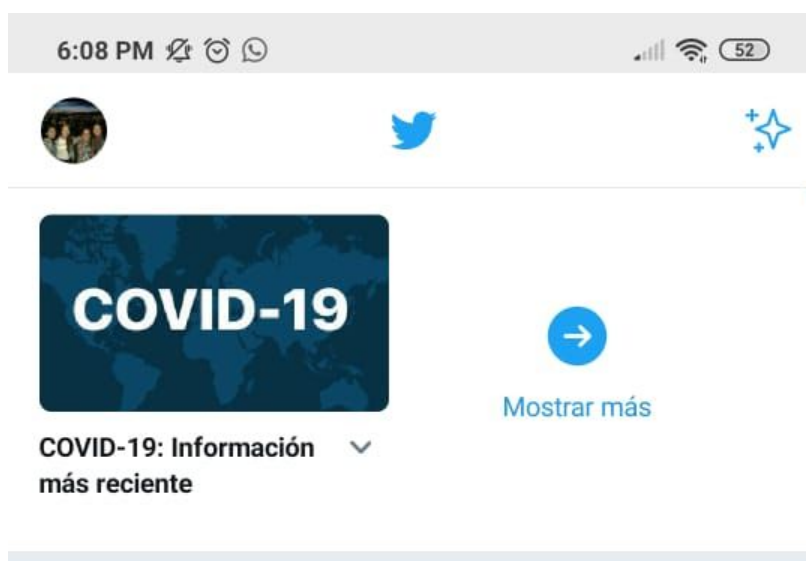 6:08 PM
52
COVID-19
Mostrar más
COVID-19: Información
más reciente